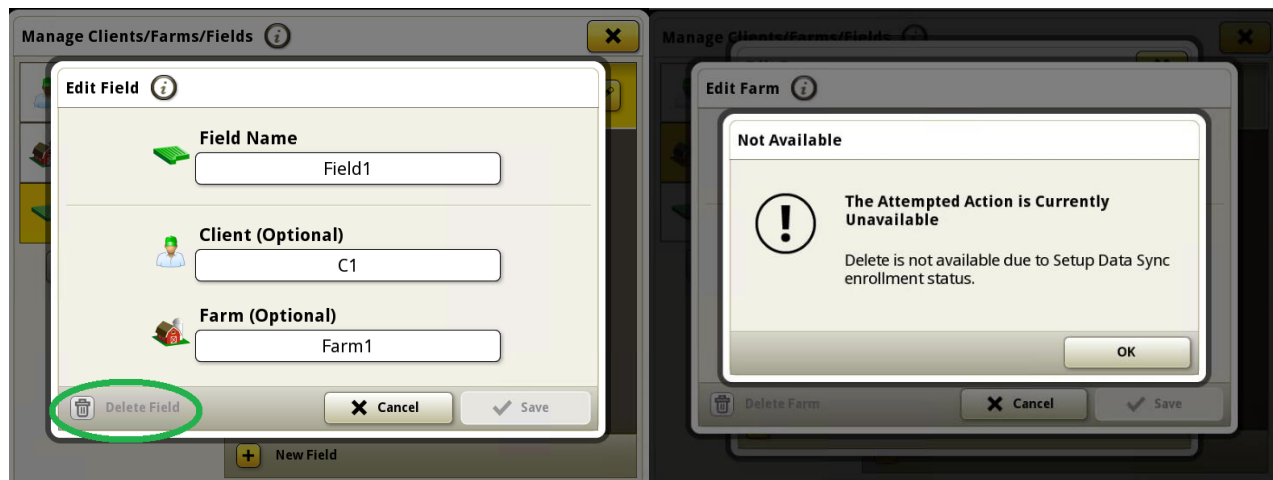 Manage Clients/Farms/Fields
Edit Field
Field Name
Field1
Client (Optional)
C1
Farm (Optional)
Farm1
Delete Field
Cancel
Save
New Field
Manage Clients/Farms/Fields
Edit Farm
Not Available
The Attempted Action is Currently
Unavailable
Delete is not available due to Setup Data Sync
enrollment status.
OK
Delete Farm
Cancel
Save